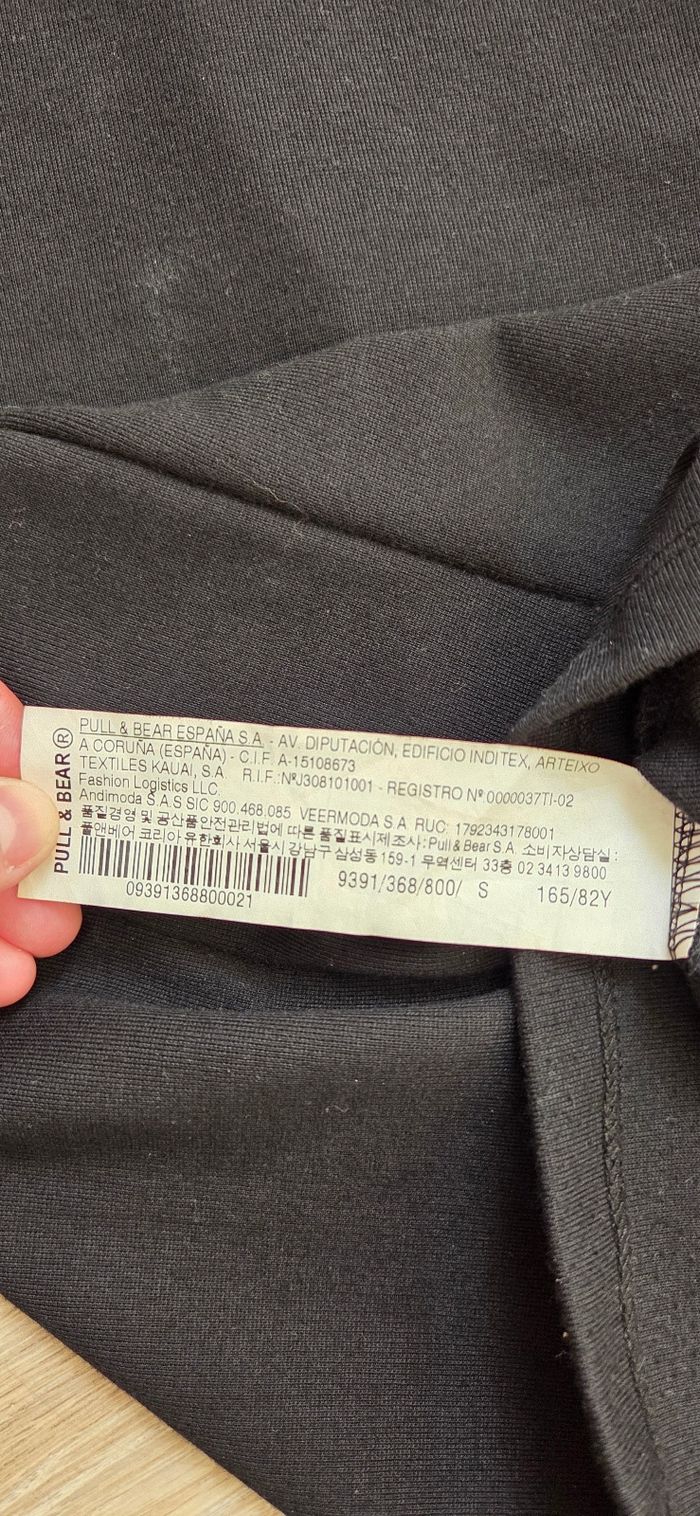 PULL & BEAR ®
PULL & BEAR ESPAÑA S.A. - AV. DIPUTACIÓN, EDIFICIO INDITEX, ARTEIXO
A CORUÑA (ESPAÑA) - C.I.F. A-15108673
TEXTILES KAUAI, S.A. R.I.F.:NºJ308101001 - REGISTRO Nº 0000037TI-02
Fashion Logistics LLC.
Andimoda S.A.S SIC 900.468.085 VEERMODA S.A. RUC: 1792343178001
품질경영 및 공산품안전관리법에 따른 품질표시제조사:Pull & Bear S.A. 소비자상담실:
풀앤베어 코리아 유한회사 서울시 강남구 삼성동 159-1 무역센터 33층 02 3413 9800
09391368800021
9391/368/800/ S 165/82Y